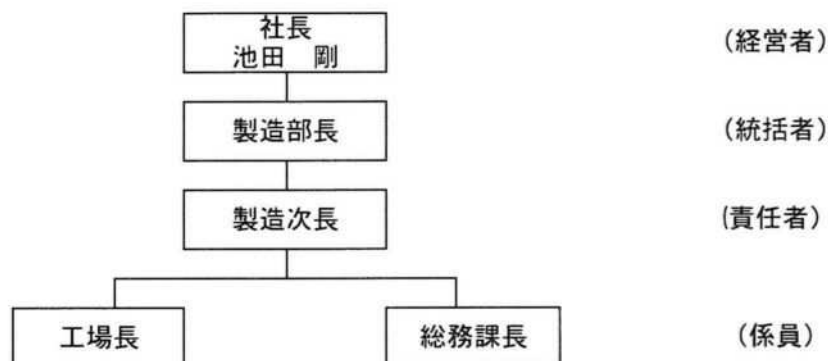 社長
池田　剛
（経営者）
製造部長
（統括者）
製造次長
（責任者）
工場長
総務課長
（係員）